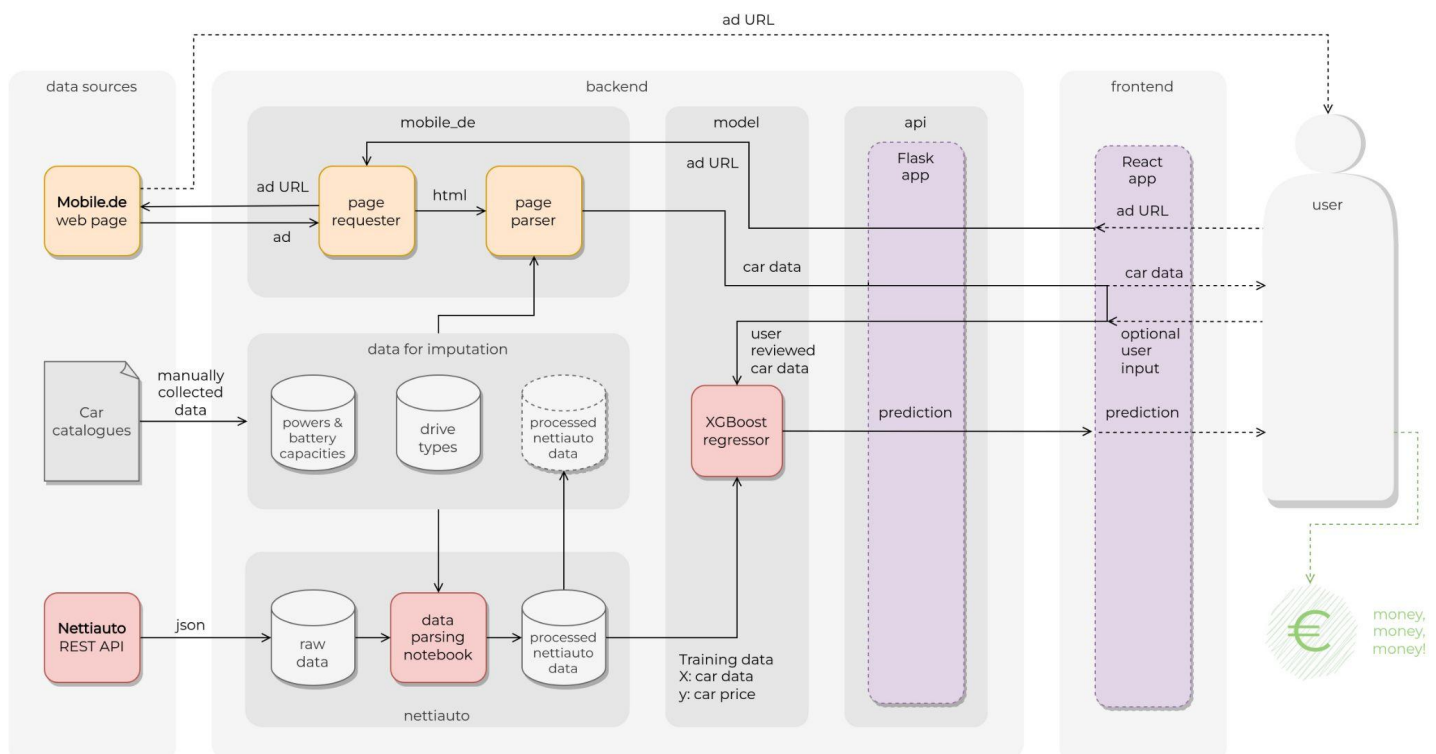 ad URL
data sources
backend
frontend
mobile_de
model
api
Flask
app
React
app
ad URL
Mobile.de
web page
ad URL
ad
page
requester
html
page
parser
ad URL
user
car data
car data
data for imputation
manually
collected
data
Car
catalogues
powers &
battery
capacities
drive
types
processed
nettiauto
data
user
reviewed
car data
optional
user
input
XGBoost
regressor
prediction
prediction
Nettiauto
REST API
json
raw
data
data
parsing
notebook
processed
nettiauto
data
Training data
X: car data
y: car price
nettiauto
€
money,
money,
money!